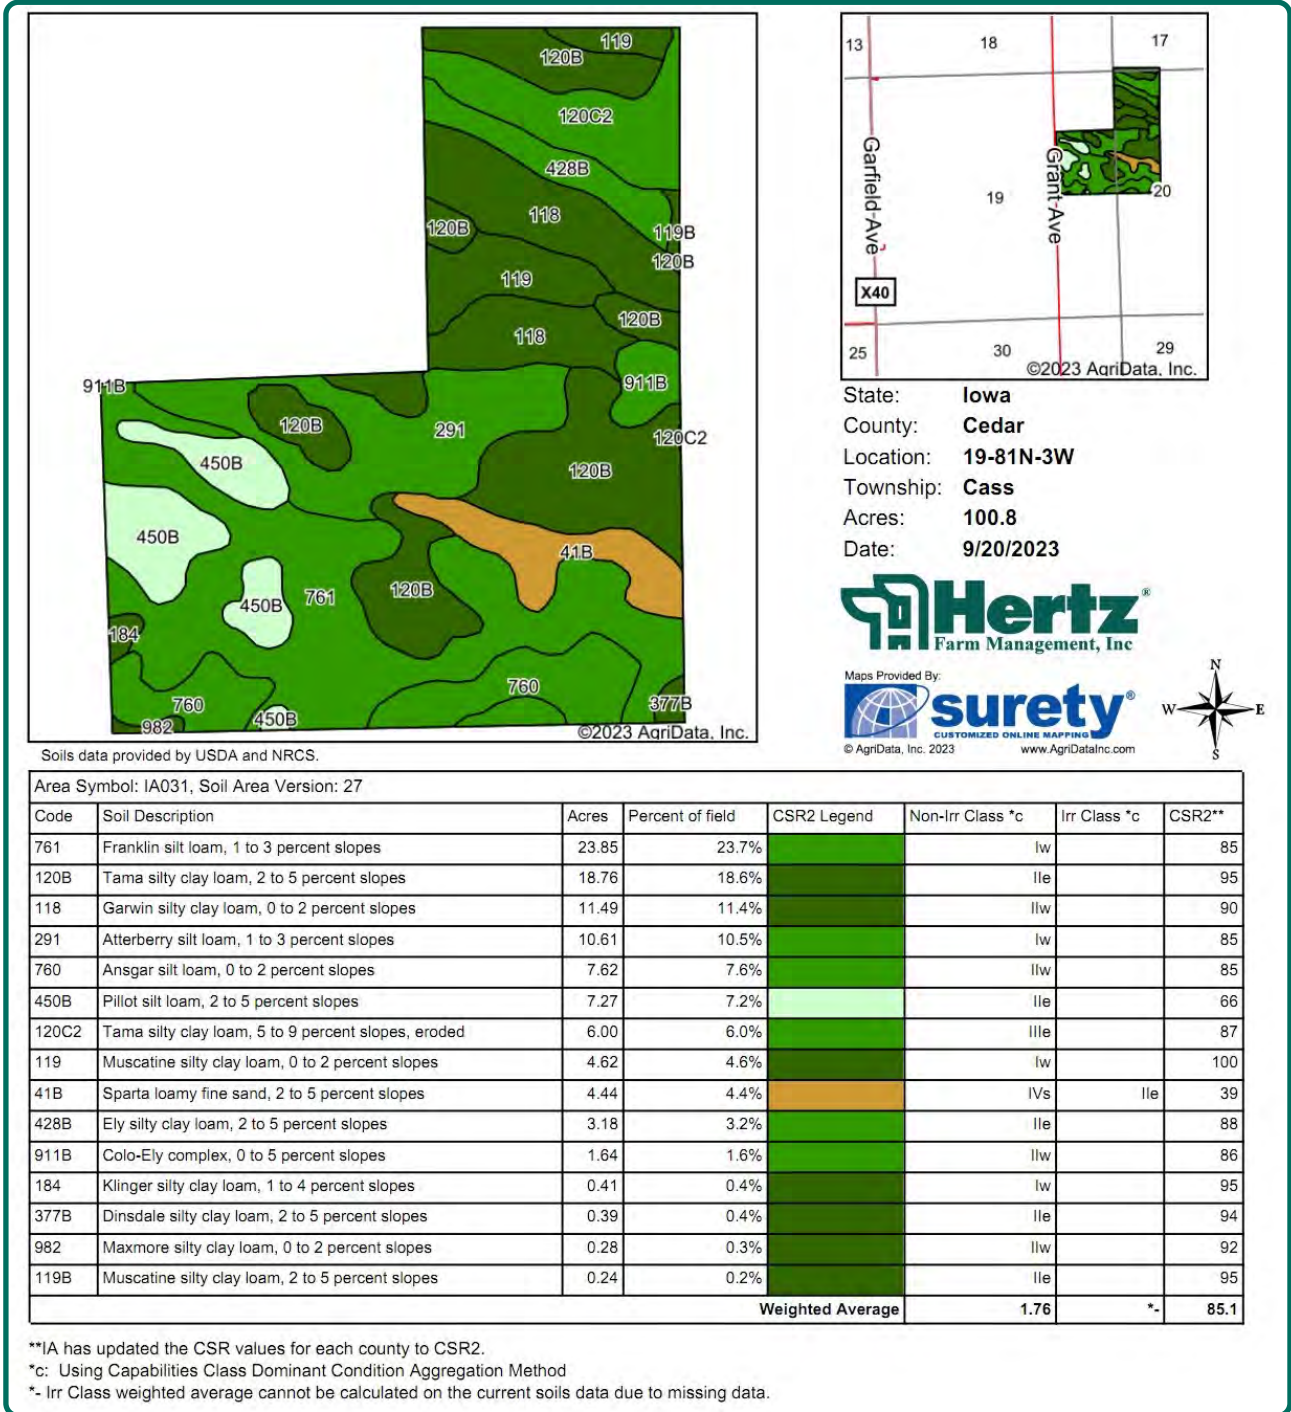 119
120B
120C2
428B
118
120B
119B
120B
119
120B
118
911B
911B
120B
291
120C2
450B
120B
450B
41B
450B
761
120B
184
760
760
377B
982
450B
©2023 AgriData, Inc.
Soils data provided by USDA and NRCS.
13
18
17
Garfield-Ave
Grant-Ave
19
20
X40
25
30
29
©2023 AgriData, Inc.
State: Iowa
County: Cedar
Location: 19-81N-3W
Township: Cass
Acres: 100.8
Date: 9/20/2023
Hertz®
Farm Management, Inc
Maps Provided By:
surety®
CUSTOMIZED ONLINE MAPPING
© AgriData, Inc. 2023 www.AgriDataInc.com
N
W E
S
Area Symbol: IA031, Soil Area Version: 27
Code Soil Description Acres Percent of field CSR2 Legend Non-Irr Class *c Irr Class *c CSR2**
761 Franklin silt loam, 1 to 3 percent slopes 23.85 23.7% Iw 85
120B Tama silty clay loam, 2 to 5 percent slopes 18.76 18.6% IIe 95
118 Garwin silty clay loam, 0 to 2 percent slopes 11.49 11.4% IIw 90
291 Atterberry silt loam, 1 to 3 percent slopes 10.61 10.5% Iw 85
760 Ansgar silt loam, 0 to 2 percent slopes 7.62 7.6% IIw 85
450B Pillot silt loam, 2 to 5 percent slopes 7.27 7.2% IIe 66
120C2 Tama silty clay loam, 5 to 9 percent slopes, eroded 6.00 6.0% IIIe 87
119 Muscatine silty clay loam, 0 to 2 percent slopes 4.62 4.6% Iw 100
41B Sparta loamy fine sand, 2 to 5 percent slopes 4.44 4.4% IVs IIe 39
428B Ely silty clay loam, 2 to 5 percent slopes 3.18 3.2% IIe 88
911B Colo-Ely complex, 0 to 5 percent slopes 1.64 1.6% IIw 86
184 Klinger silty clay loam, 1 to 4 percent slopes 0.41 0.4% Iw 95
377B Dinsdale silty clay loam, 2 to 5 percent slopes 0.39 0.4% IIe 94
982 Maxmore silty clay loam, 0 to 2 percent slopes 0.28 0.3% IIw 92
119B Muscatine silty clay loam, 2 to 5 percent slopes 0.24 0.2% IIe 95
Weighted Average 1.76 *- 85.1
**IA has updated the CSR values for each county to CSR2.
*c: Using Capabilities Class Dominant Condition Aggregation Method
*- Irr Class weighted average cannot be calculated on the current soils data due to missing data.